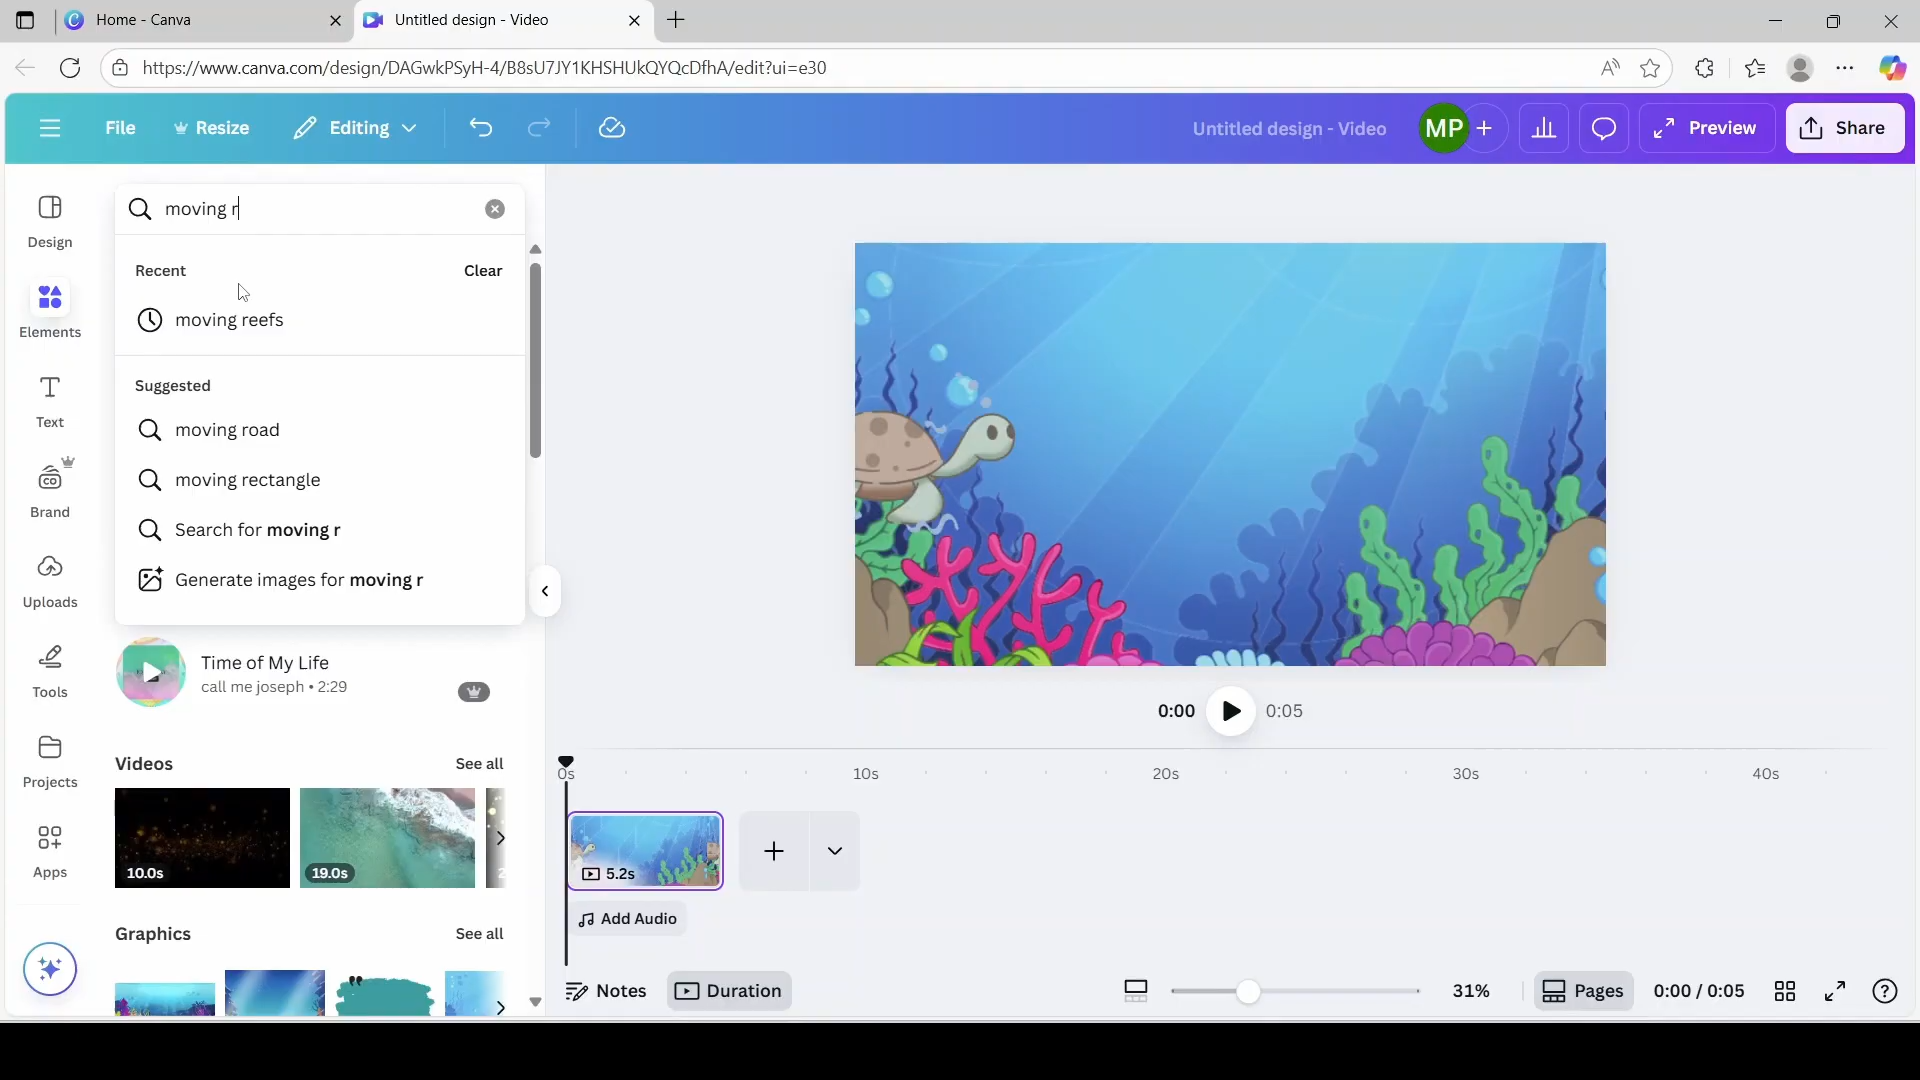 Home - Canva
Untitled design - Video
https://www.canva.com/design/DAGwkPSyH-4/B8sU7JY1KHSHUkQYQcDfhA/edit?ui=e30
File
Resize
Editing
Untitled design - Video
MP
Preview
Share
Design
Elements
Text
Brand
Uploads
Tools
Projects
Apps
moving r
Recent
Clear
moving reefs
Suggested
moving road
moving rectangle
Search for moving r
Generate images for moving r
Time of My Life
call me joseph • 2:29
Videos
See all
10.0s
19.0s
Graphics
See all
0:00
0:05
0s
10s
20s
30s
40s
5.2s
Add Audio
Notes
Duration
31%
Pages
0:00 / 0:05